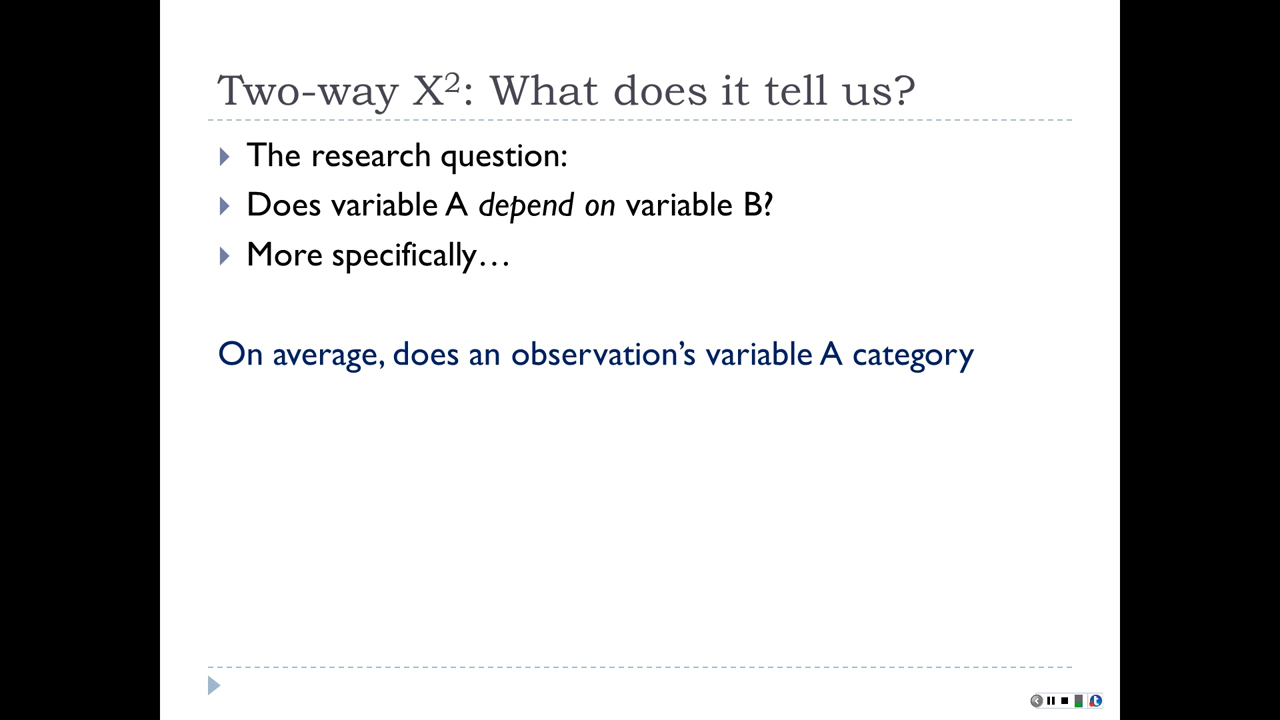 Two-way X²: What does it tell us?
The research question:
Does variable A depend on variable B?
More specifically…
On average, does an observation’s variable A category